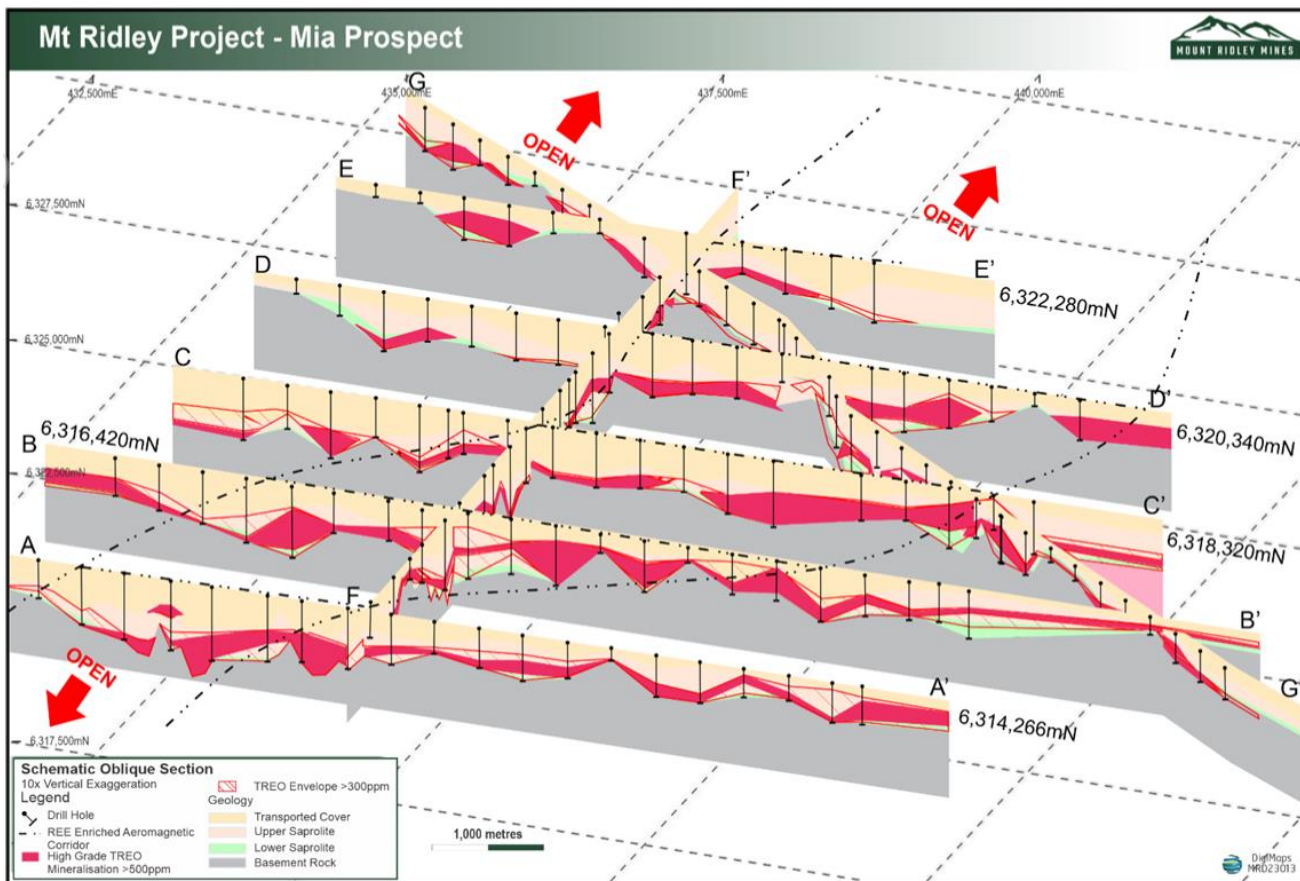 Mt Ridley Project - Mia Prospect
MOUNT RIDLEY MINES
432,500mE
435,000mE
437,500mE
440,000mE
G
OPEN
E
F'
OPEN
6,327,500mN
E'
6,322,280mN
D
6,325,000mN
C
D'
6,320,340mN
B
6,316,420mN
6,322,500mN
C'
6,318,320mN
A
F
B'
OPEN
A'
G'
6,314,266mN
6,317,500mN
Schematic Oblique Section
10x Vertical Exaggeration
Legend
Drill Hole
REE Enriched Aeromagnetic
Corridor
High Grade TREO
Mineralisation >500ppm
TREO Envelope >300ppm
Geology
Transported Cover
Upper Saprolite
Lower Saprolite
Basement Rock
1,000 metres
DigiMaps
MRD23013